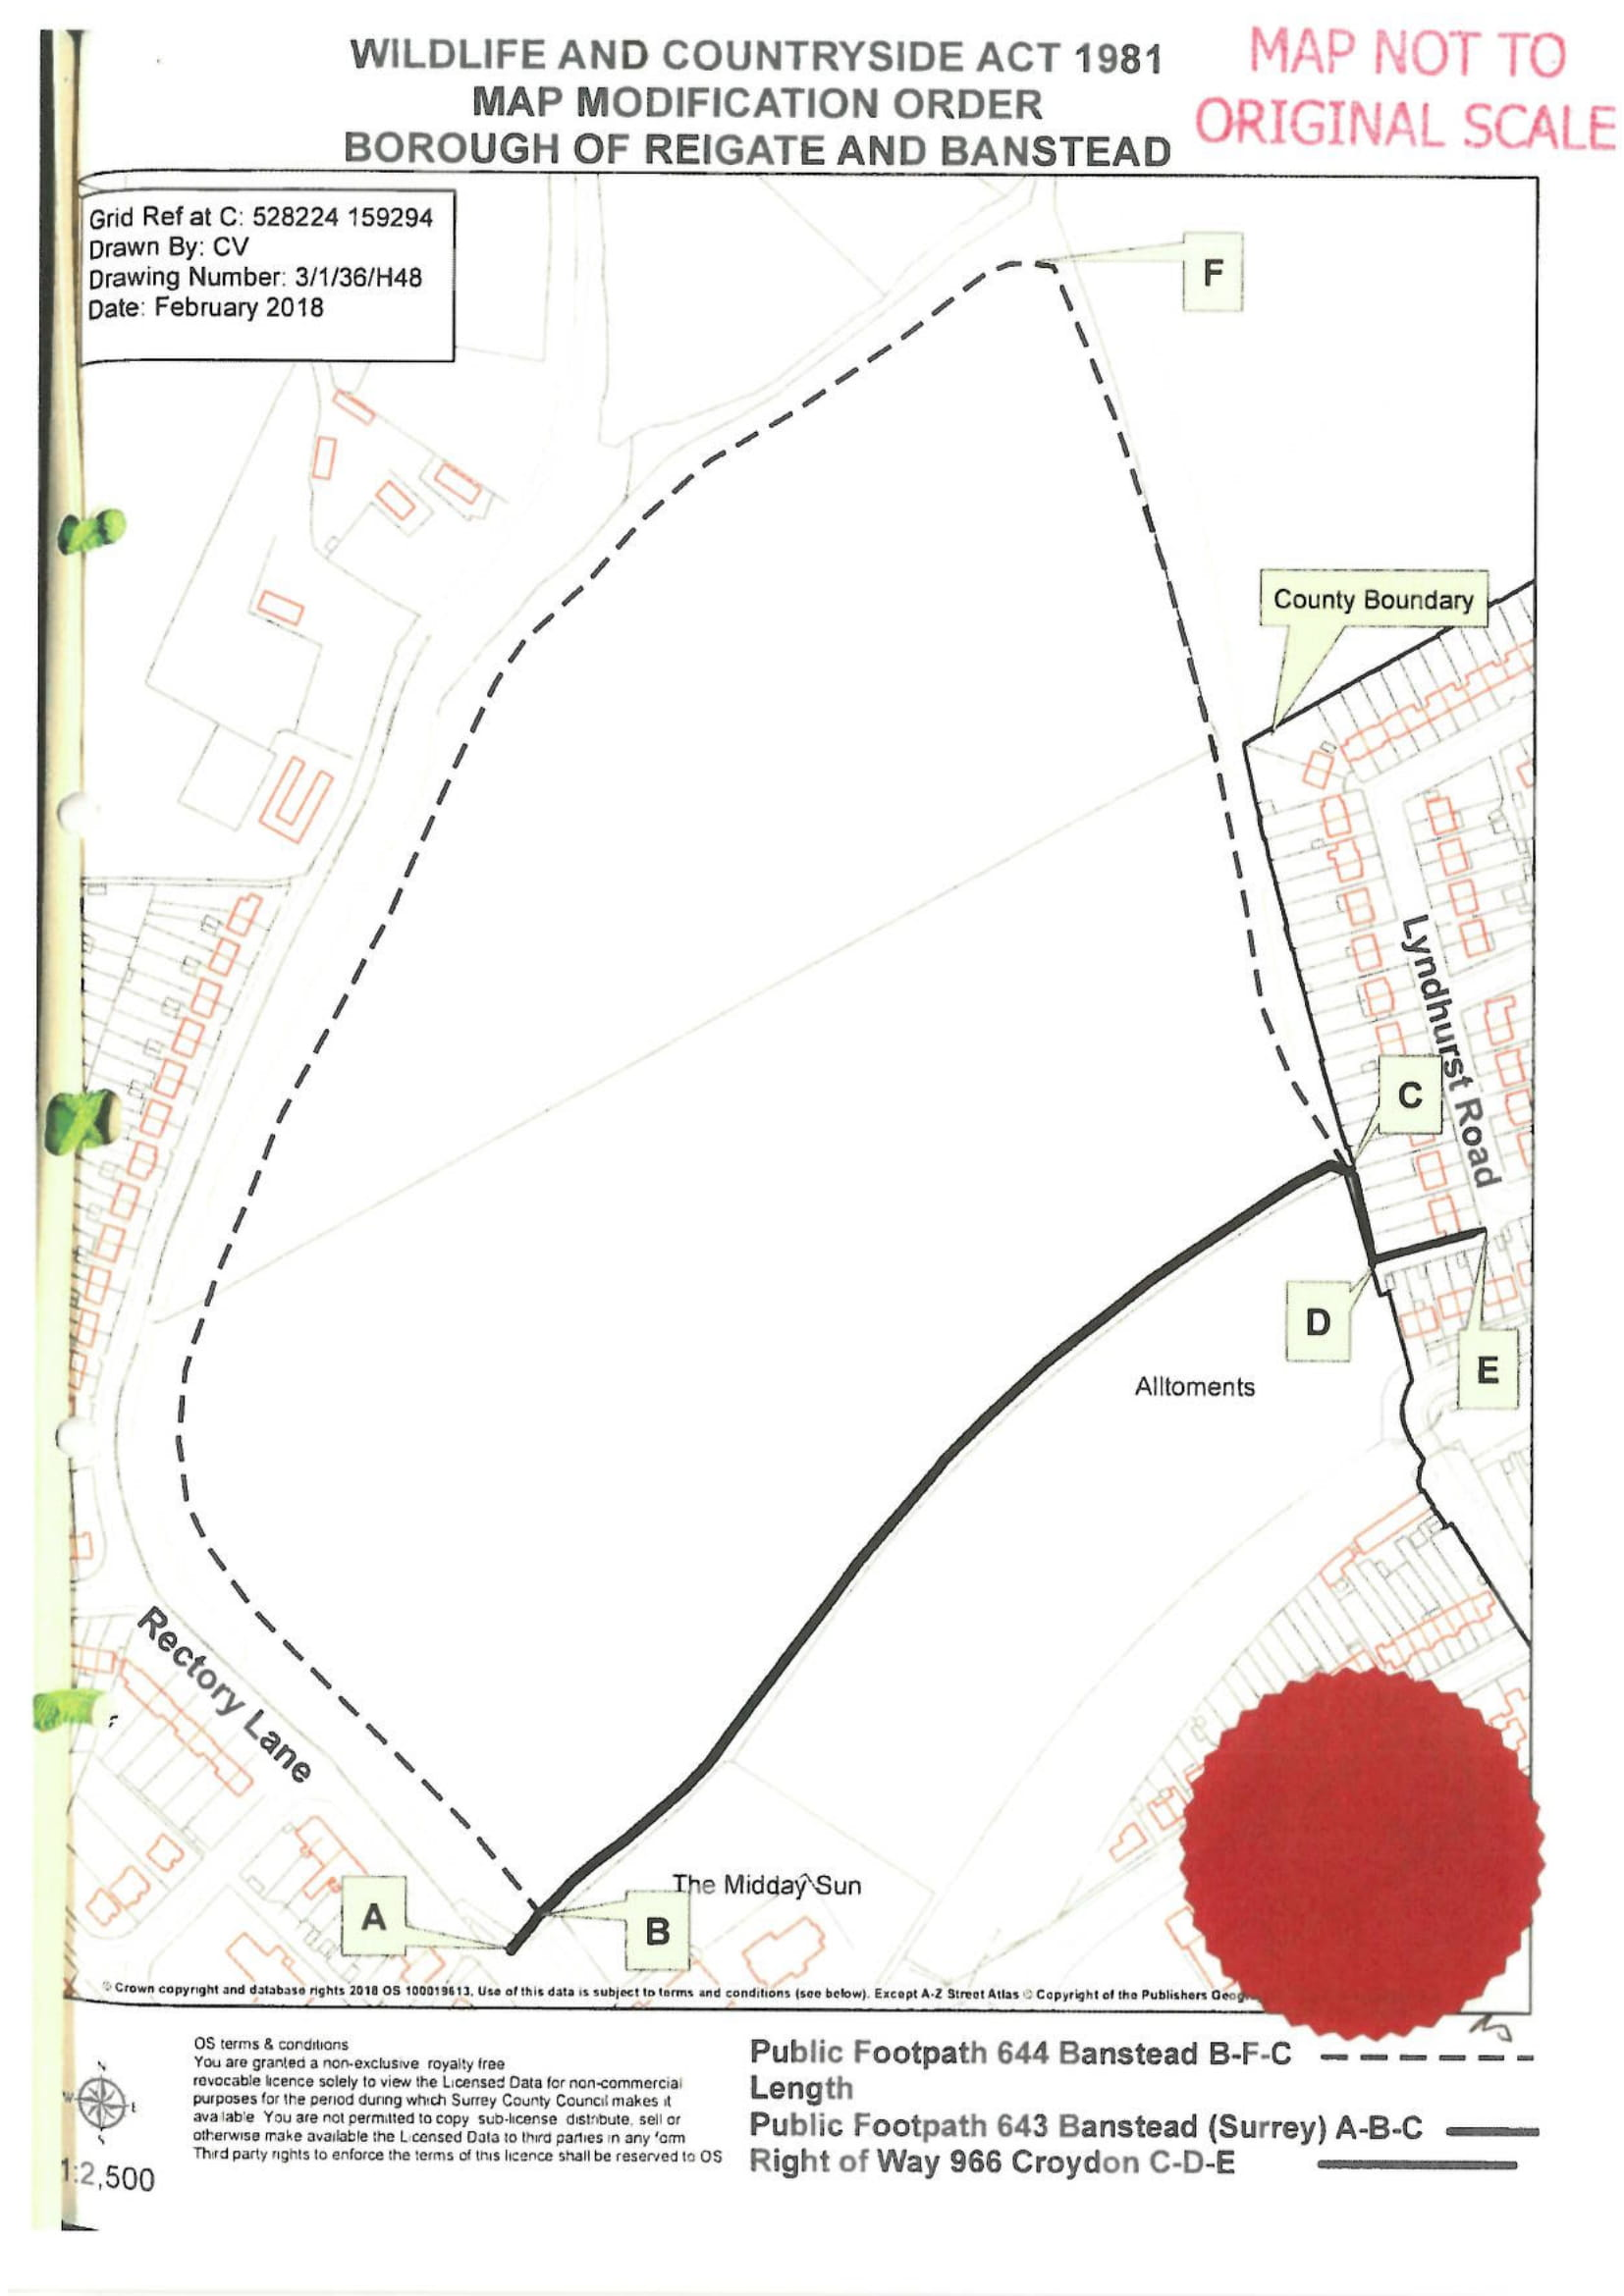 WILDLIFE AND COUNTRYSIDE ACT 1981
MAP MODIFICATION ORDER
BOROUGH OF REIGATE AND BANSTEAD
MAP NOT TO
ORIGINAL SCALE
Grid Ref at C: 528224 159294
Drawn By: CV
Drawing Number: 3/1/36/H48
Date: February 2018
F
County Boundary
Lyndhurst Road
C
D
E
Alltoments
Rectory Lane
The Midday Sun
A
B
© Crown copyright and database rights 2018 OS 100019613. Use of this data is subject to terms and conditions (see below). Except A-Z Street Atlas © Copyright of the Publishers
OS terms & conditions
You are granted a non-exclusive royalty free
revocable licence solely to view the Licensed Data for non-commercial
purposes for the period during which Surrey County Council makes it
available You are not permitted to copy sub-license distribute, sell or
otherwise make available the Licensed Data to third parties in any form
Third party rights to enforce the terms of this licence shall be reserved to OS
1:2,500
Public Footpath 644 Banstead B-F-C
Length
Public Footpath 643 Banstead (Surrey) A-B-C
Right of Way 966 Croydon C-D-E